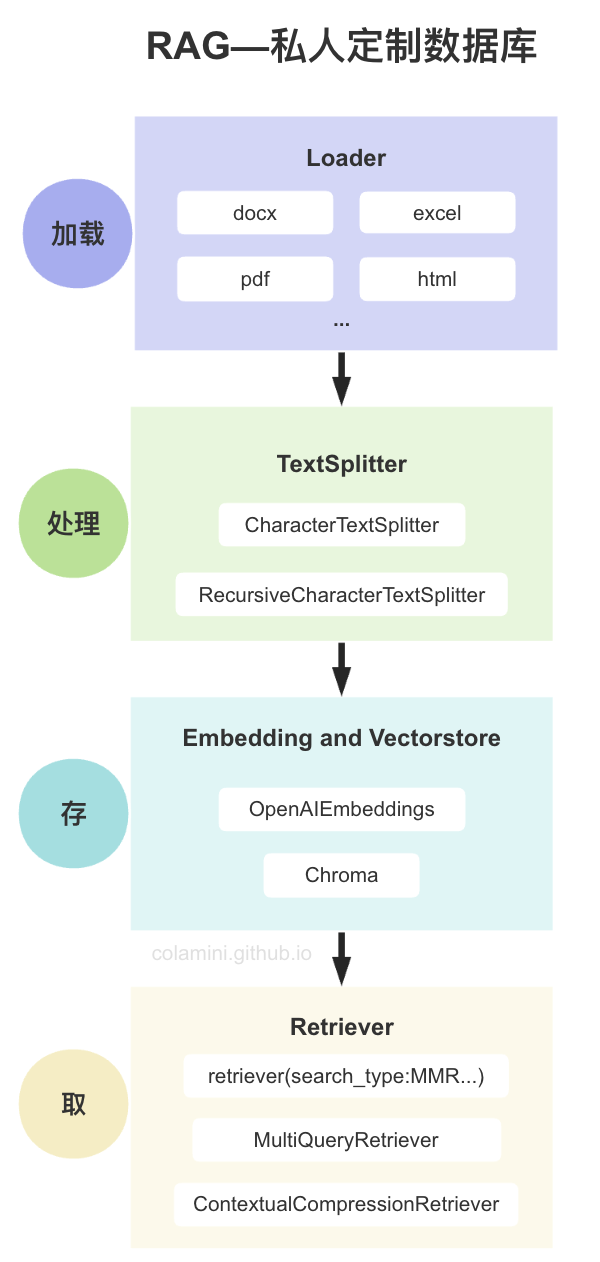 RAG—私人定制数据库
加载
Loader
docx
excel
pdf
html
...
处理
TextSplitter
CharacterTextSplitter
RecursiveCharacterTextSplitter
存
Embedding and Vectorstore
OpenAIEmbeddings
Chroma
colamini.github.io
取
Retriever
retriever(search_type:MMR...)
MultiQueryRetriever
ContextualCompressionRetriever